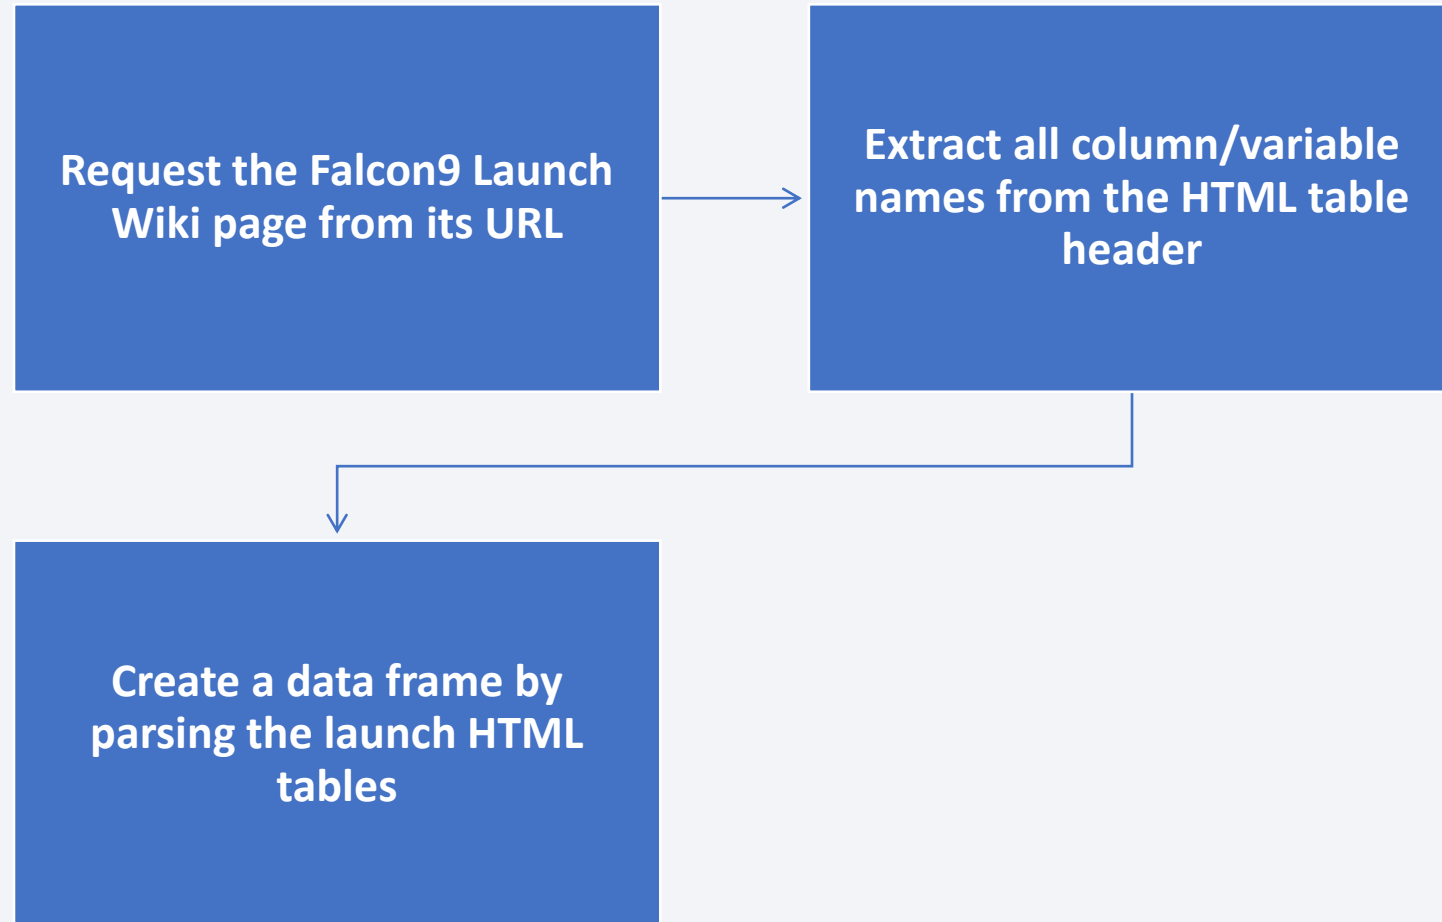 Request the Falcon9 Launch
Wiki page from its URL
Extract all column/variable
names from the HTML table
header
Create a data frame by
parsing the launch HTML
tables